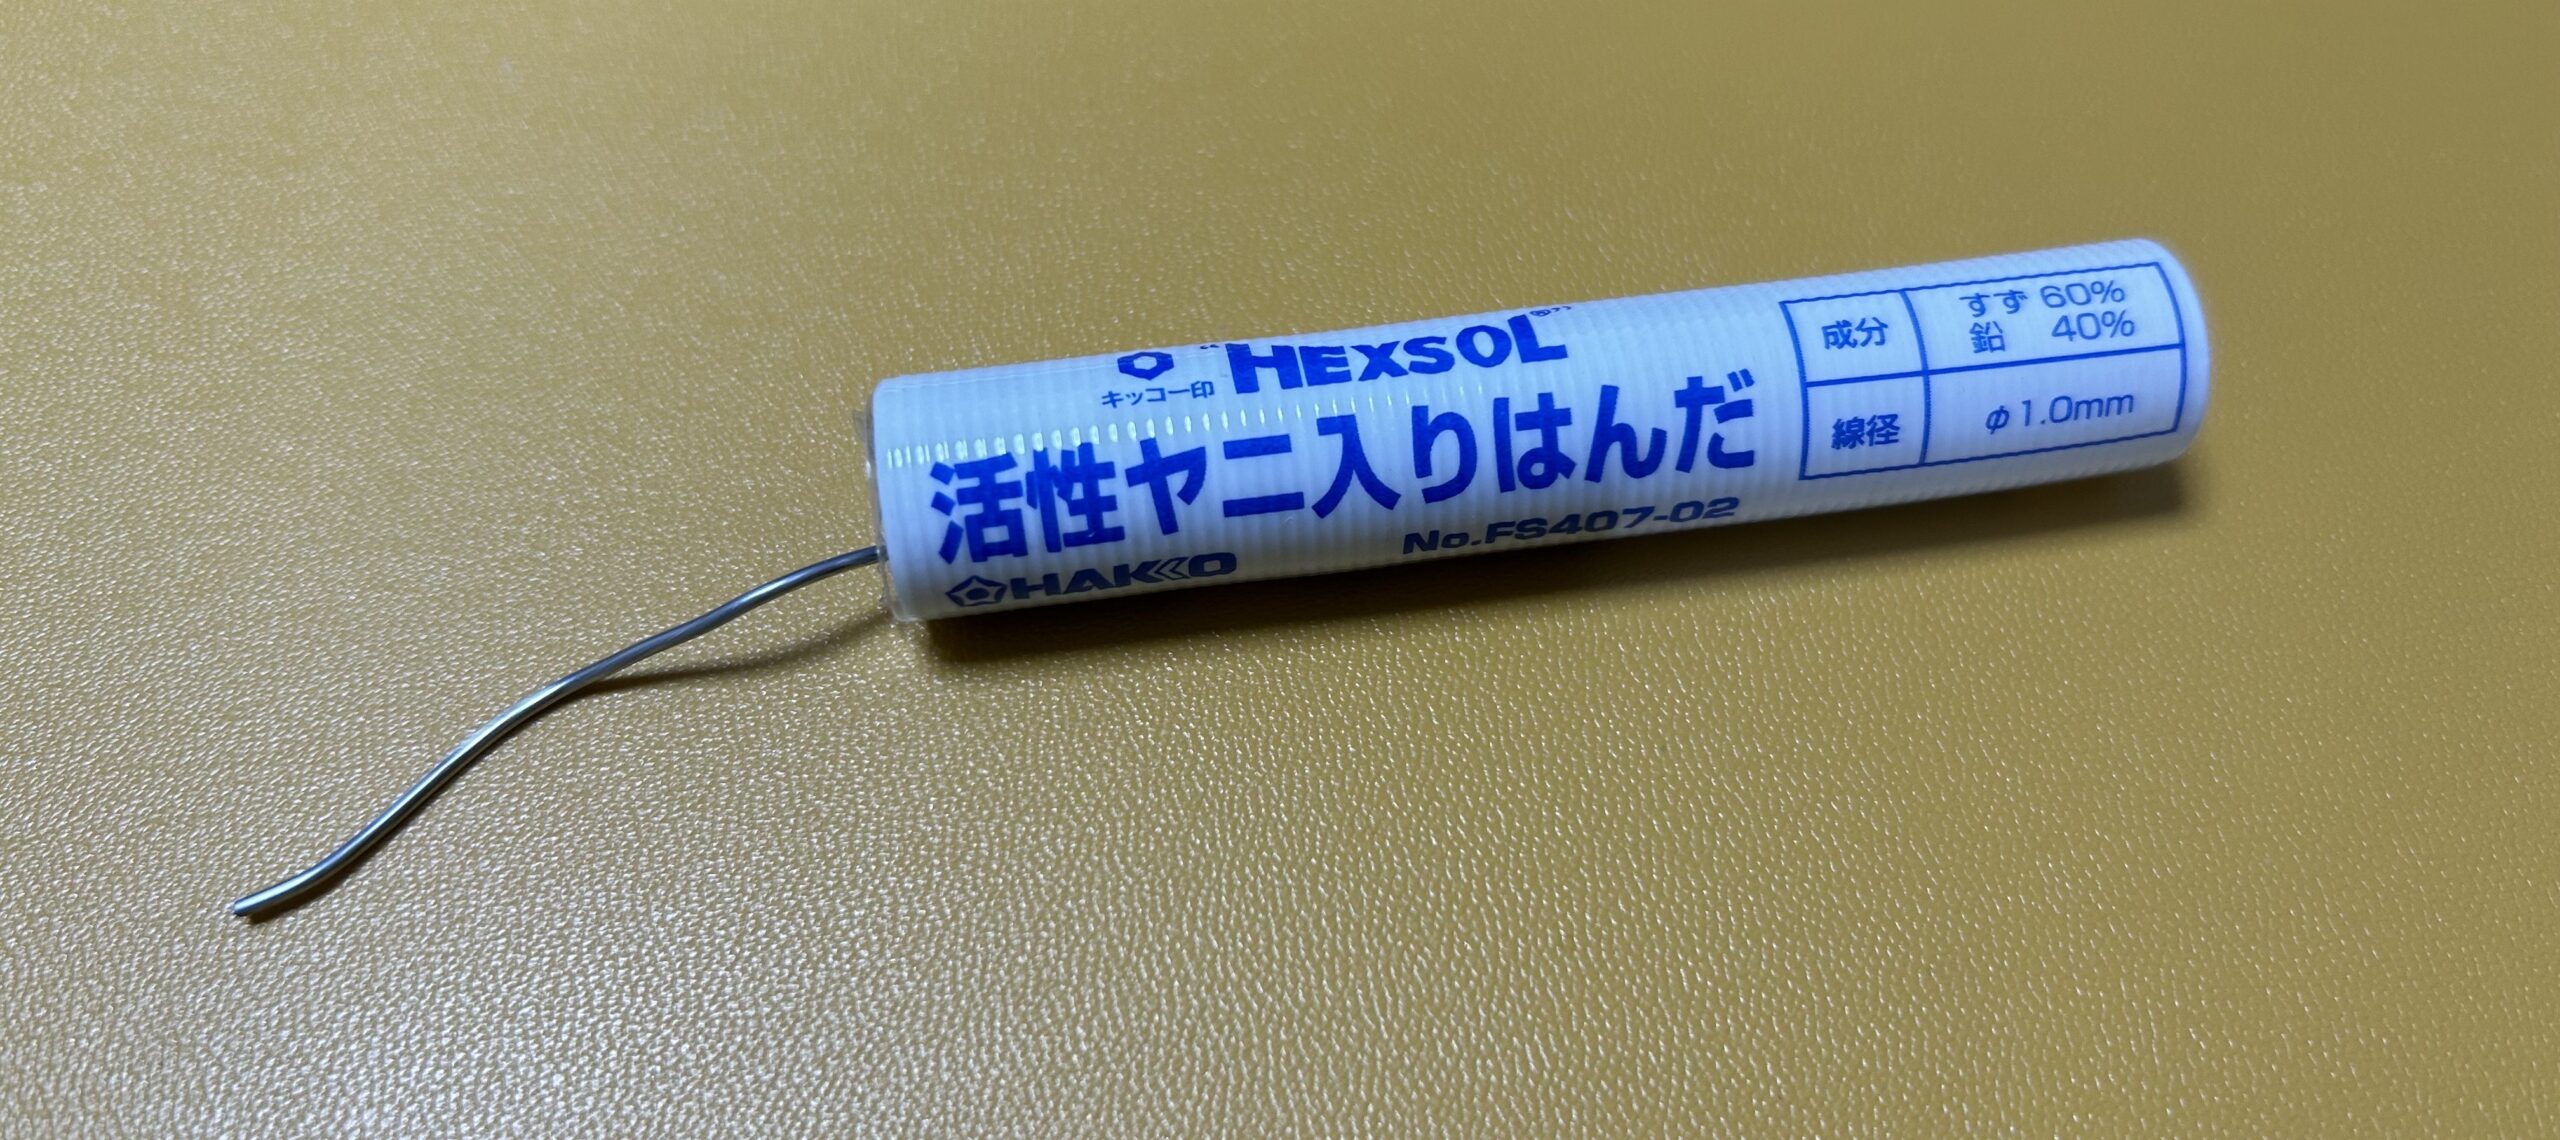 "HEXSOL®"
キッコー印
活性ヤニ入りはんだ
HAKKO
No.FS407-02
成分
すず 60%
鉛 40%
線径
φ1.0mm